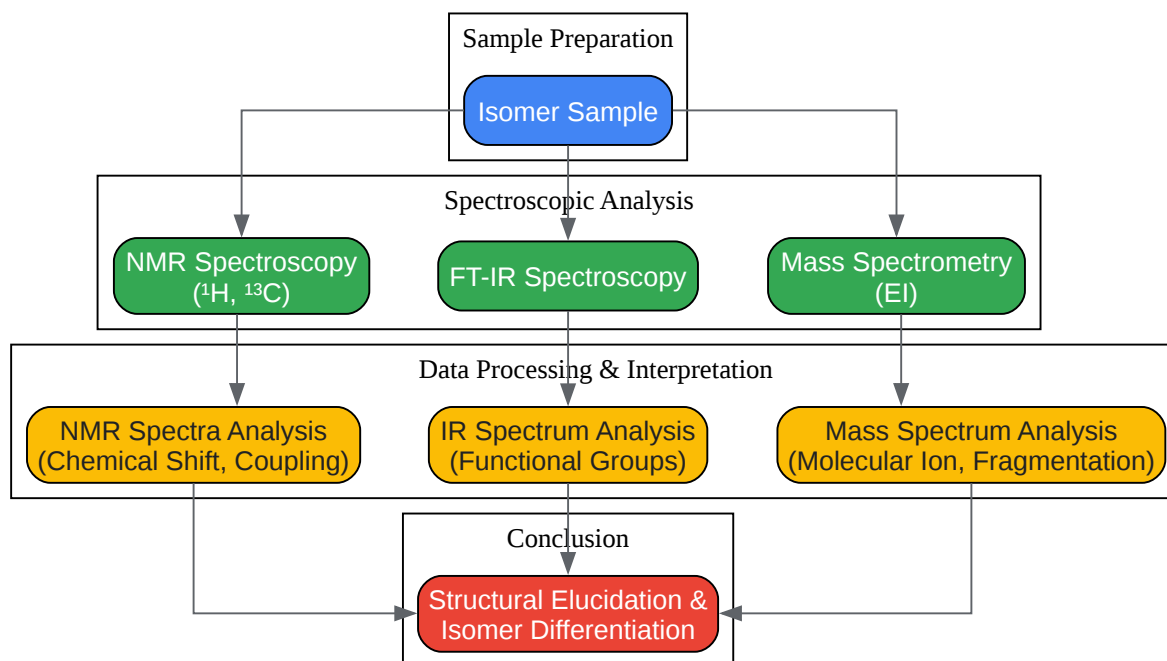 Sample Preparation
Isomer Sample
Spectroscopic Analysis
NMR Spectroscopy
(¹H, ¹³C)
FT-IR Spectroscopy
Mass Spectrometry
(EI)
Data Processing & Interpretation
NMR Spectra Analysis
(Chemical Shift, Coupling)
IR Spectrum Analysis
(Functional Groups)
Mass Spectrum Analysis
(Molecular Ion, Fragmentation)
Conclusion
Structural Elucidation &
Isomer Differentiation